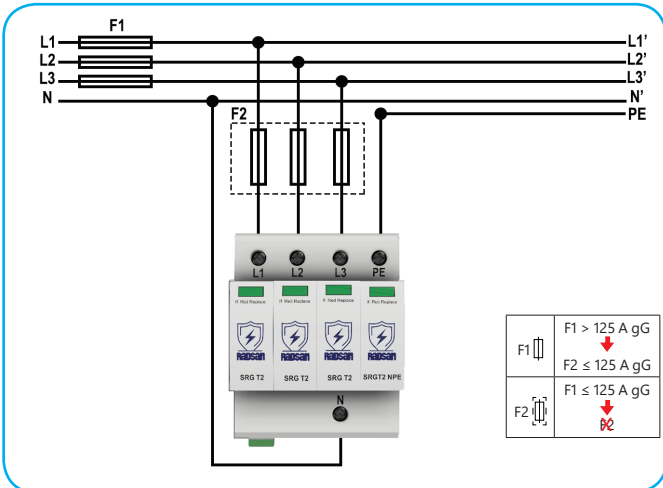 F1
L1 L1'
L2 L2'
L3 L3'
N N'
F2 PE
L1 L2 L3 PE
If Red Replace If Red Replace If Red Replace If Red Replace
RADSAN RADSAN RADSAN RADSAN
SRG T2 SRG T2 SRG T2 SRGT2 NPE
N
F1 F1 > 125 A gG
F2 ≤ 125 A gG
F2 F1 ≤ 125 A gG
F2